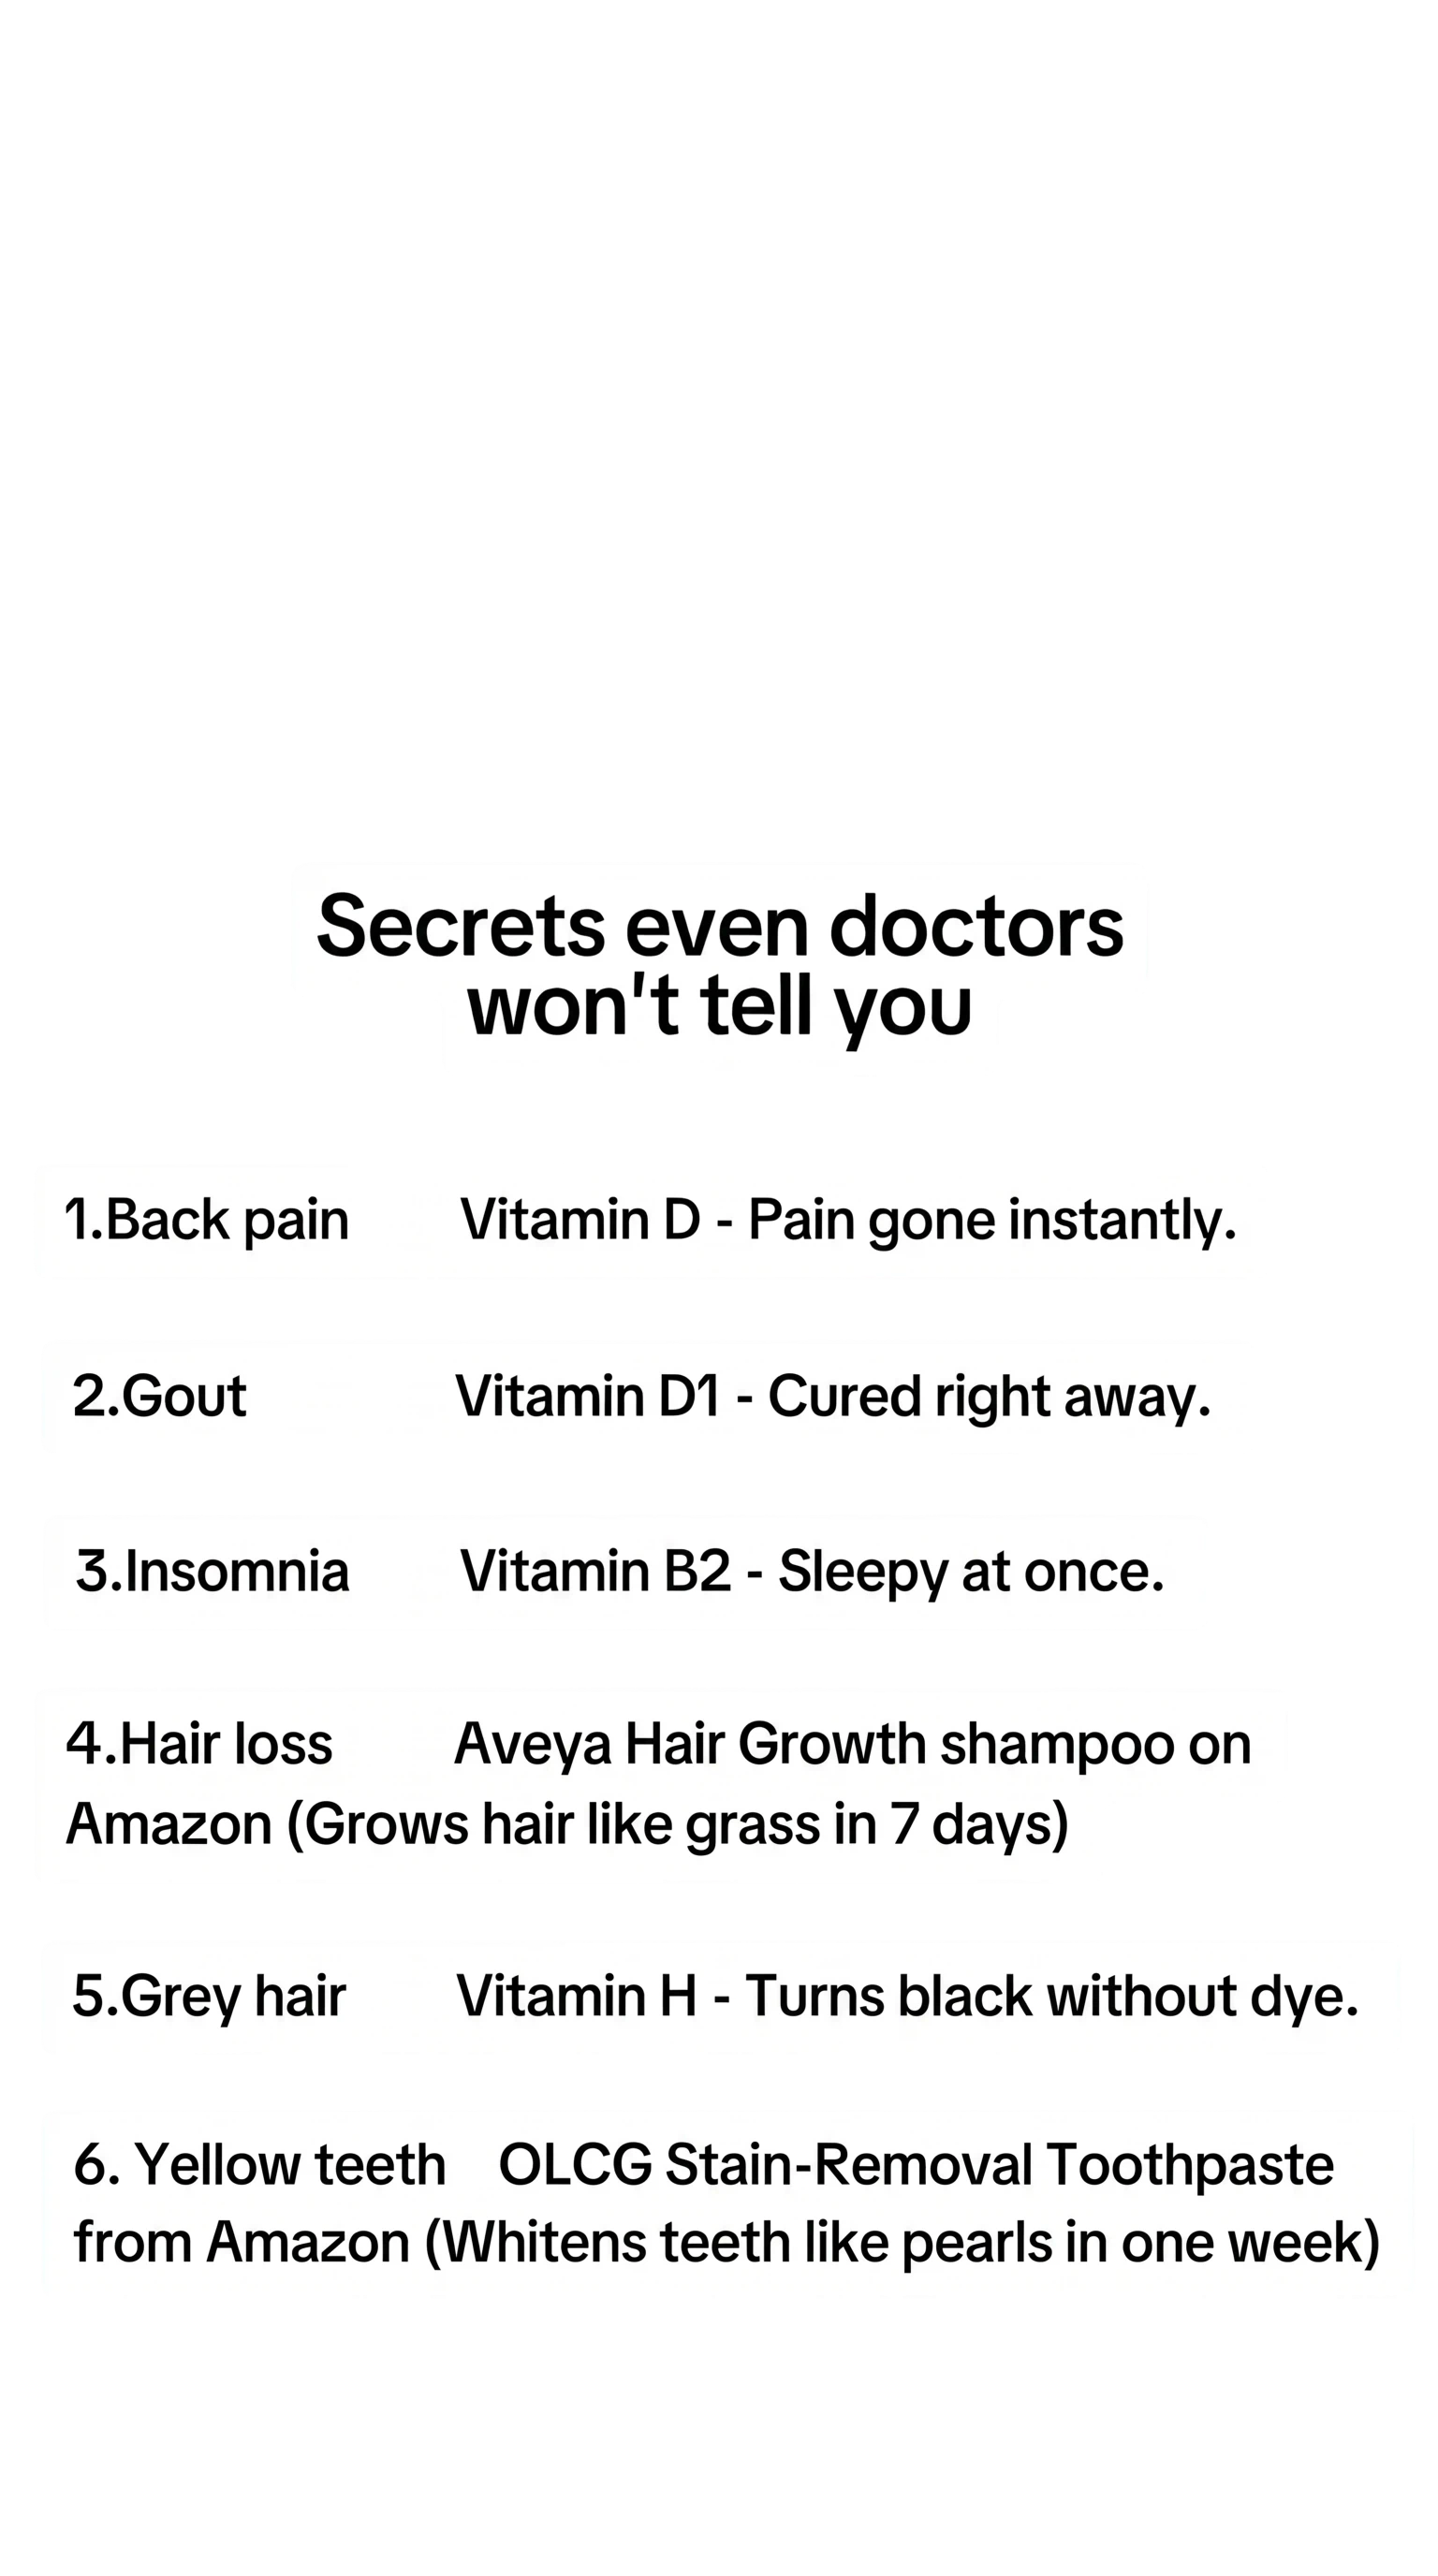 Secrets even doctors
won't tell you
1.Back pain Vitamin D - Pain gone instantly.
2.Gout Vitamin D1 - Cured right away.
3.Insomnia Vitamin B2 - Sleepy at once.
4.Hair loss Aveya Hair Growth shampoo on
Amazon (Grows hair like grass in 7 days)
5.Grey hair Vitamin H - Turns black without dye.
6. Yellow teeth OLCG Stain-Removal Toothpaste
from Amazon (Whitens teeth like pearls in one week)